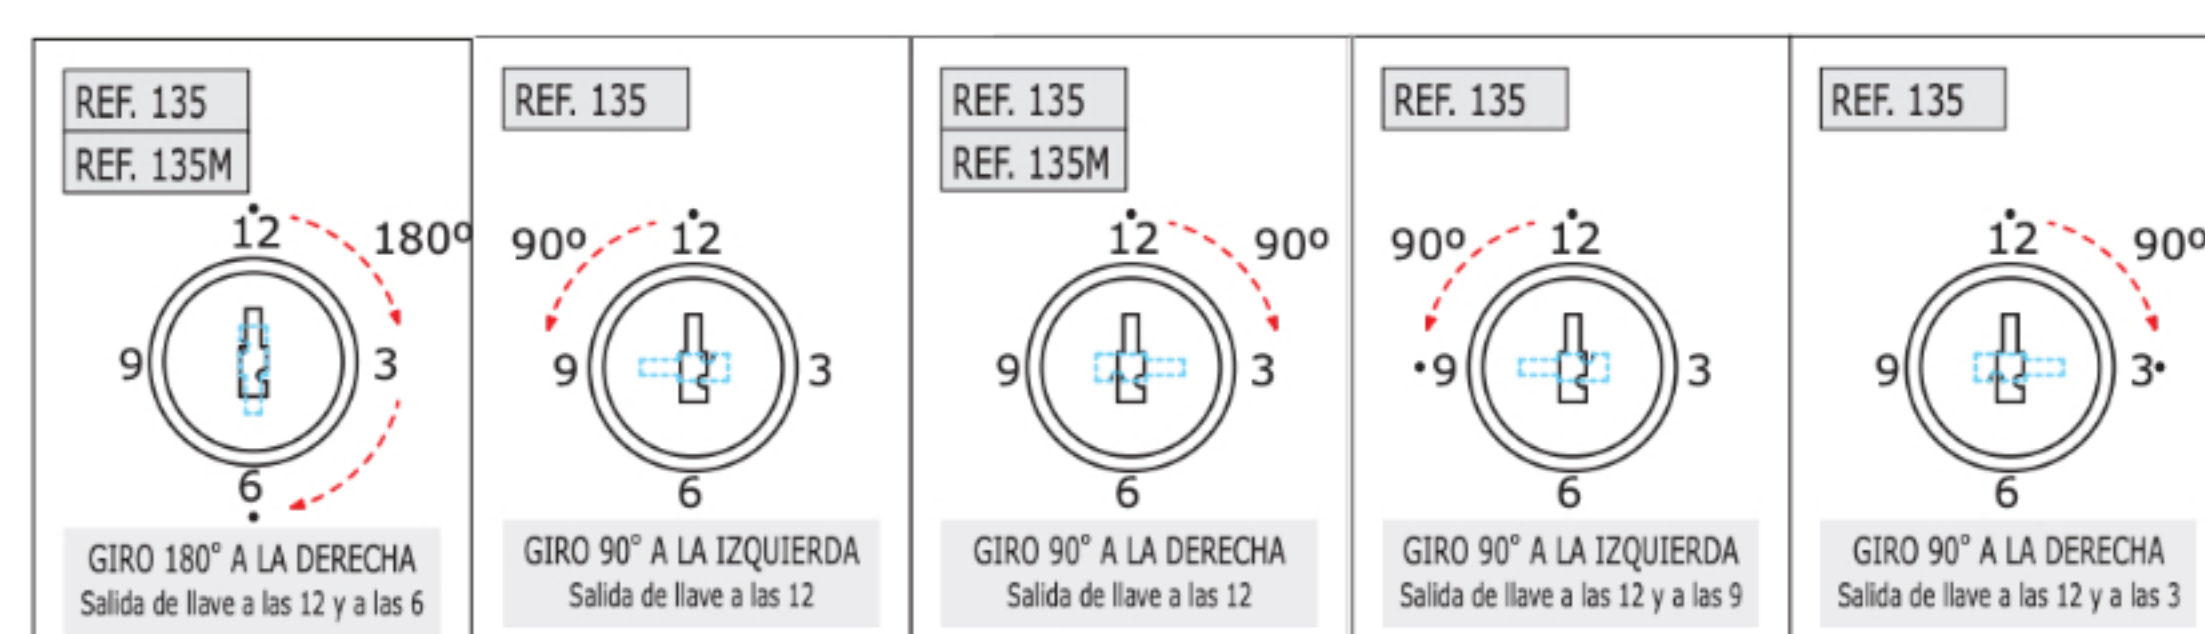 REF. 135
REF. 135M
12
180º
9
3
6
GIRO 180° A LA DERECHA
Salida de llave a las 12 y a las 6
REF. 135
90º
12
9
3
6
GIRO 90° A LA IZQUIERDA
Salida de llave a las 12
REF. 135
REF. 135M
12
90º
9
3
6
GIRO 90° A LA DERECHA
Salida de llave a las 12
REF. 135
90º
12
9
3
6
GIRO 90° A LA IZQUIERDA
Salida de llave a las 12 y a las 9
REF. 135
12
90º
9
3
6
GIRO 90° A LA DERECHA
Salida de llave a las 12 y a las 3